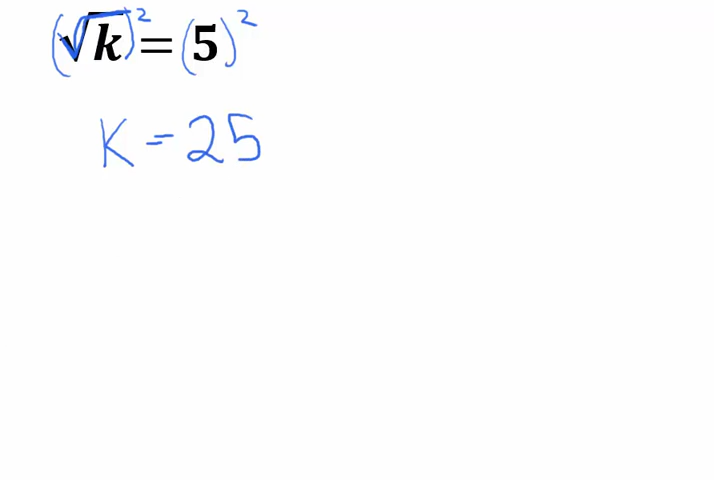 (√k)² = (5)²
K = 25